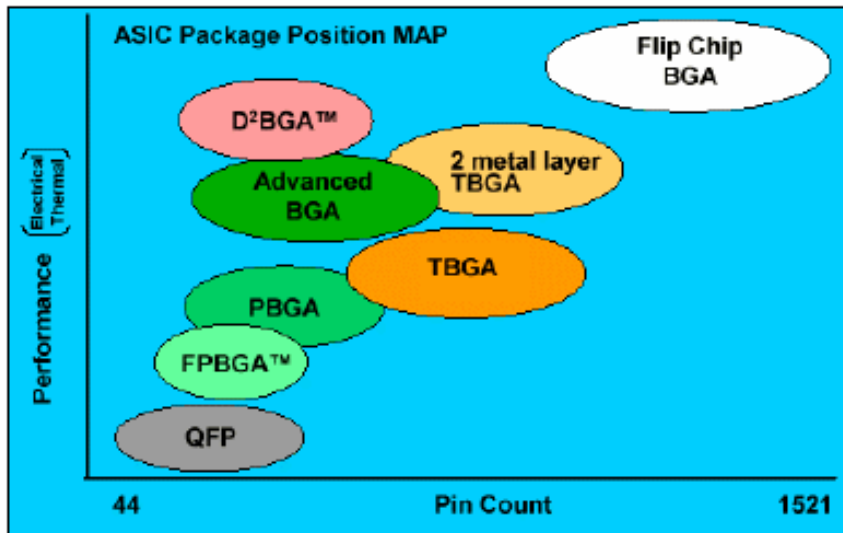 ASIC Package Position MAP
Flip Chip
BGA
D²BGA™
2 metal layer
TBGA
Advanced
BGA
TBGA
PBGA
FPBGA™
QFP
Performance
Electrical
Thermal
44
Pin Count
1521